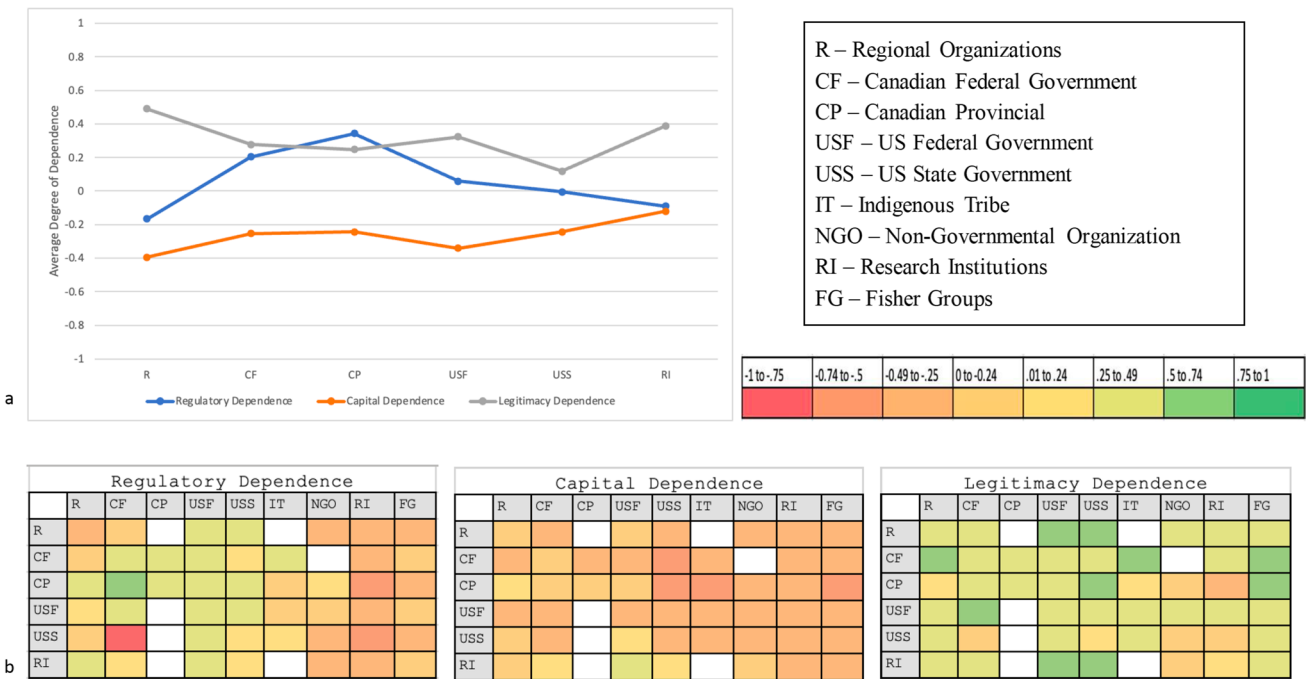 1
0.8
0.6
0.4
0.2
0
-0.2
-0.4
-0.6
-0.8
-1
Average Degree of Dependence
R CF CP USF USS RI
Regulatory Dependence Capital Dependence Legitimacy Dependence
a
R – Regional Organizations
CF – Canadian Federal Government
CP – Canadian Provincial
USF – US Federal Government
USS – US State Government
IT – Indigenous Tribe
NGO – Non-Governmental Organization
RI – Research Institutions
FG – Fisher Groups
-1 to -.75 -0.74 to -.5 -0.49 to -.25 0 to -0.24 .01 to .24 .25 to .49 .5 to .74 .75 to 1
b
Regulatory Dependence
R CF CP USF USS IT NGO RI FG
R
CF
CP
USF
USS
RI
Capital Dependence
R CF CP USF USS IT NGO RI FG
R
CF
CP
USF
USS
RI
Legitimacy Dependence
R CF CP USF USS IT NGO RI FG
R
CF
CP
USF
USS
RI